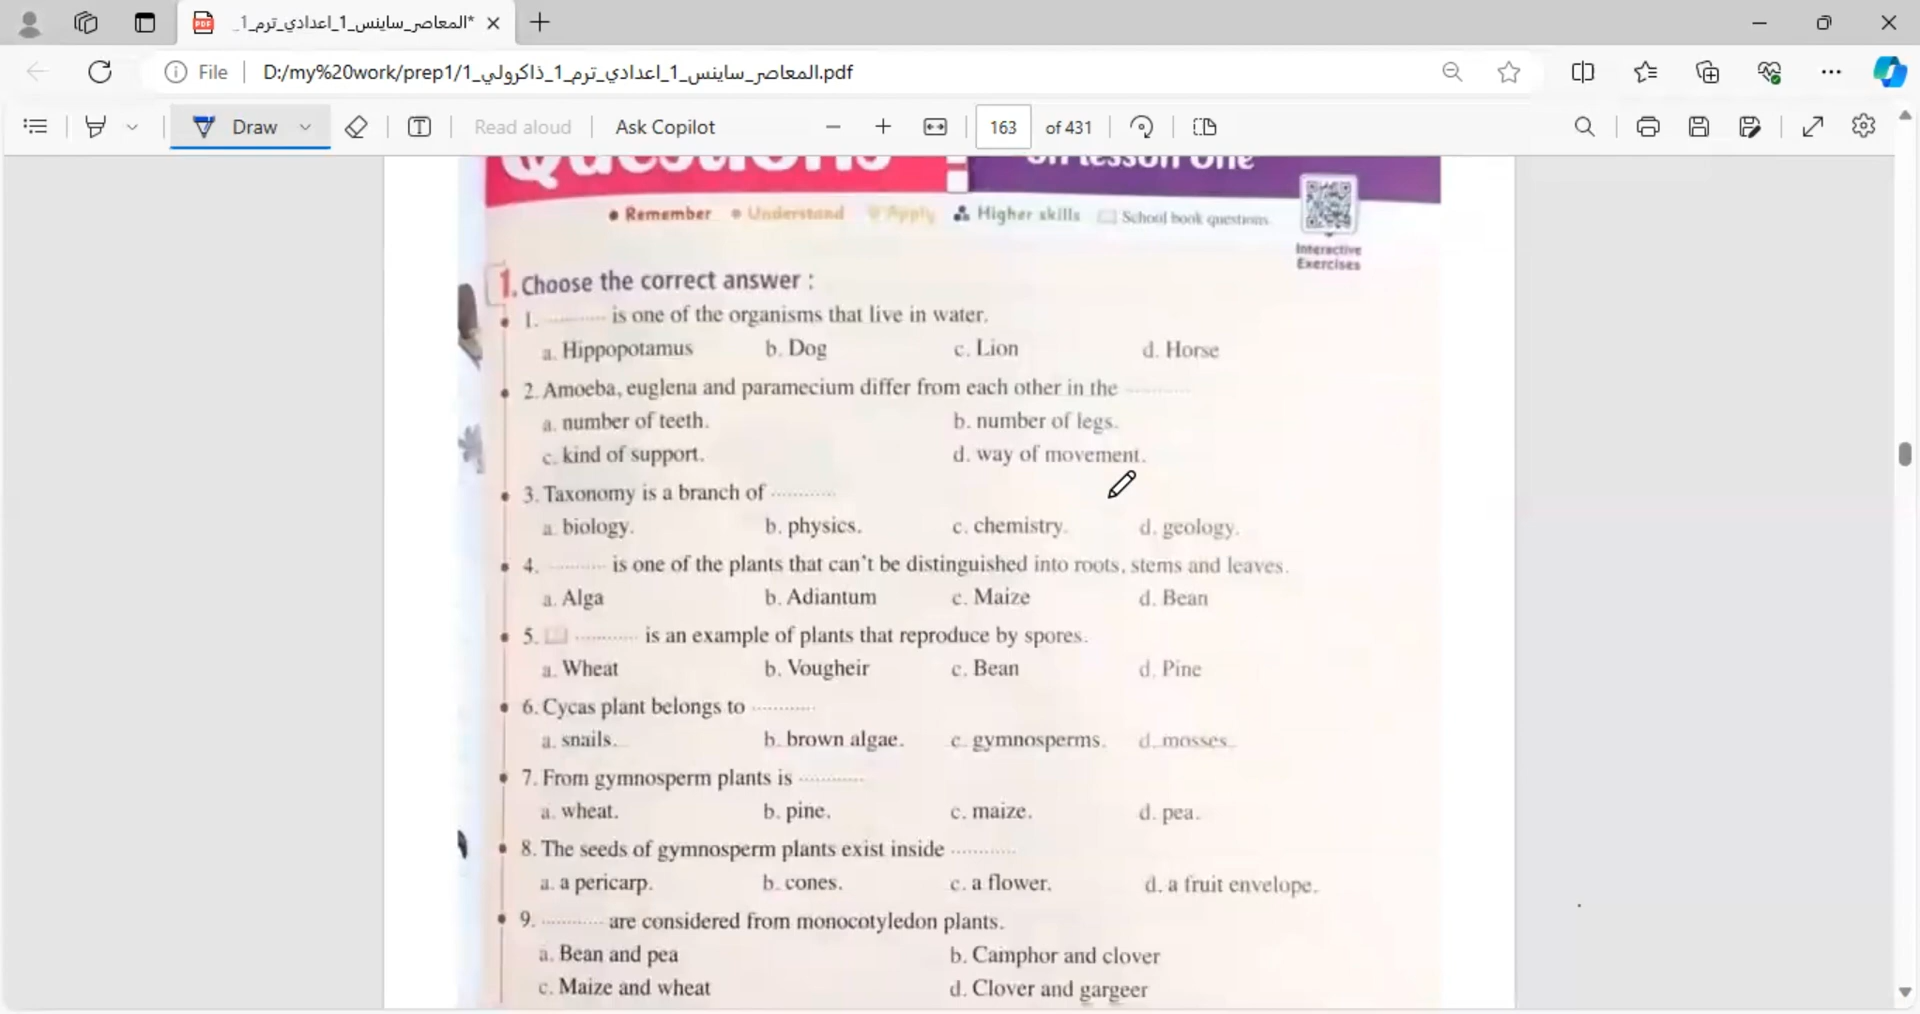 *المعاصر_ساينس_1_اعدادي_ترم_1_
File
D:/my%20work/prep1/المعاصر_ساينس_1_اعدادي_ترم_1_ذاكرولي_1.pdf
Draw
Read aloud
Ask Copilot
163 of 431
Questions
on lesson one
Remember Understand Apply Higher skills School book questions
Interactive
Exercises
1. Choose the correct answer :
1. ............ is one of the organisms that live in water.
a. Hippopotamus b. Dog c. Lion d. Horse
2. Amoeba, euglena and paramecium differ from each other in the ............
a. number of teeth. b. number of legs.
c. kind of support. d. way of movement.
3. Taxonomy is a branch of ............
a. biology. b. physics. c. chemistry. d. geology.
4. ............ is one of the plants that can't be distinguished into roots, stems and leaves.
a. Alga b. Adiantum c. Maize d. Bean
5. ............ is an example of plants that reproduce by spores.
a. Wheat b. Vougheir c. Bean d. Pine
6. Cycas plant belongs to ............
a. snails. b. brown algae. c. gymnosperms. d. mosses.
7. From gymnosperm plants is ............
a. wheat. b. pine. c. maize. d. pea.
8. The seeds of gymnosperm plants exist inside ............
a. a pericarp. b. cones. c. a flower. d. a fruit envelope.
9. ............ are considered from monocotyledon plants.
a. Bean and pea b. Camphor and clover
c. Maize and wheat d. Clover and gargeer